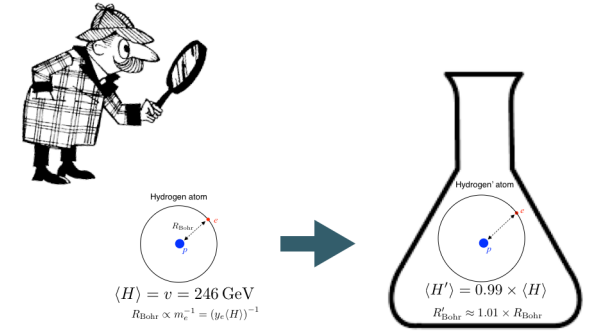 Hydrogen atom
R_Bohr
e
p
⟨H⟩ = v = 246 GeV
R_Bohr ∝ m_e^{-1} = (y_e⟨H⟩)^{-1}
Hydrogen' atom
e
p
⟨H'⟩ = 0.99 × ⟨H⟩
R'_Bohr ≈ 1.01 × R_Bohr